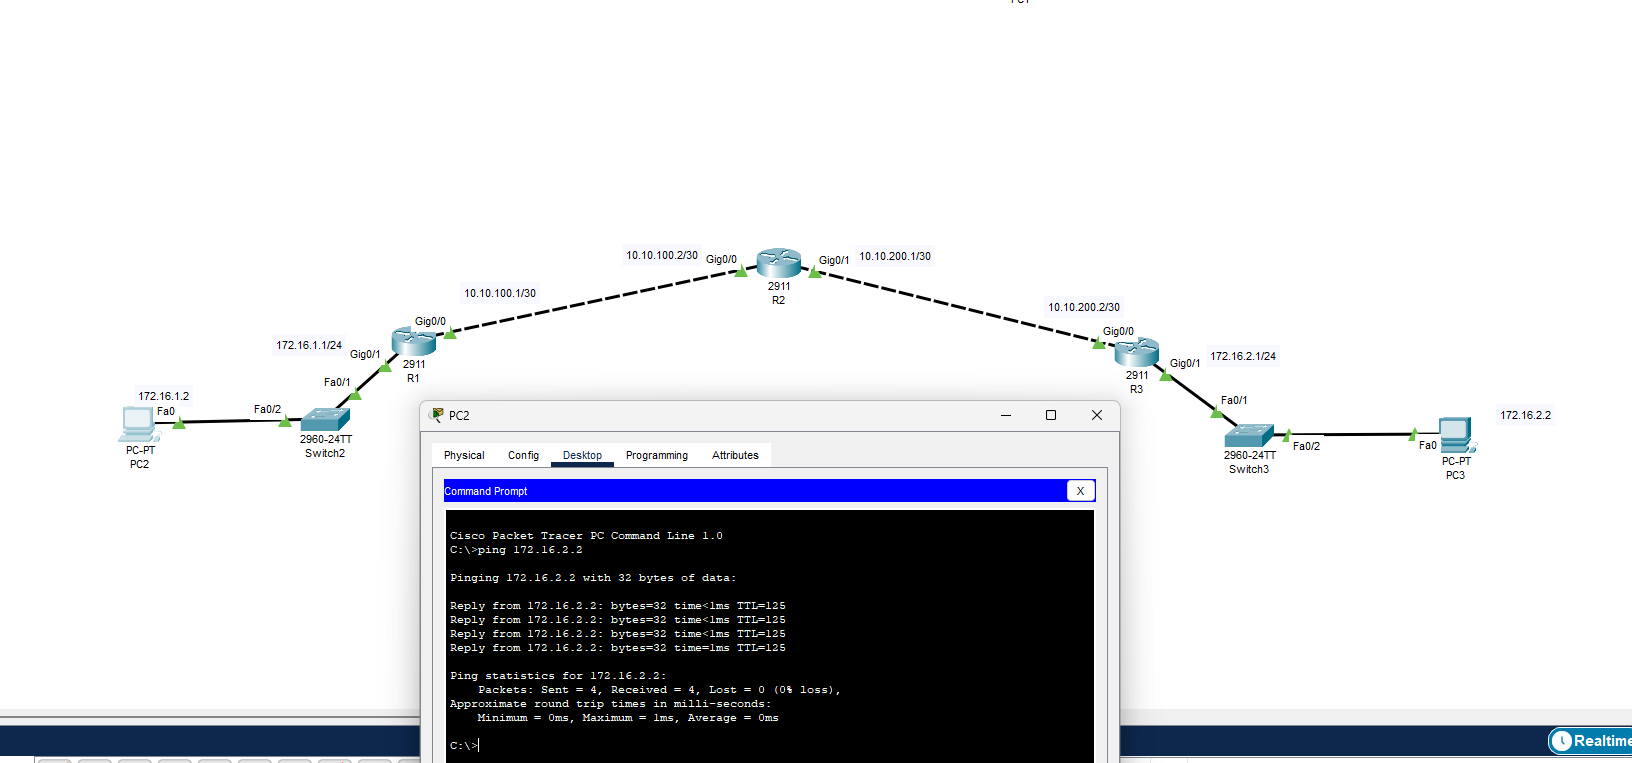 10.10.100.2/30
Gig0/0
Gig0/1
10.10.200.1/30
2911
R2
10.10.100.1/30
10.10.200.2/30
Gig0/0
Gig0/0
172.16.1.1/24
Gig0/1
2911
R1
Gig0/1
172.16.2.1/24
2911
R3
Fa0/1
172.16.1.2
Fa0
Fa0/2
2960-24TT
Switch2
PC-PT
PC2
Fa0/1
172.16.2.2
Fa0/2
Fa0
2960-24TT
Switch3
PC-PT
PC3
PC2
Physical Config Desktop Programming Attributes
Command Prompt
X
Cisco Packet Tracer PC Command Line 1.0
C:\>ping 172.16.2.2
Pinging 172.16.2.2 with 32 bytes of data:
Reply from 172.16.2.2: bytes=32 time<1ms TTL=125
Reply from 172.16.2.2: bytes=32 time<1ms TTL=125
Reply from 172.16.2.2: bytes=32 time<1ms TTL=125
Reply from 172.16.2.2: bytes=32 time=1ms TTL=125
Ping statistics for 172.16.2.2:
Packets: Sent = 4, Received = 4, Lost = 0 (0% loss),
Approximate round trip times in milli-seconds:
Minimum = 0ms, Maximum = 1ms, Average = 0ms
C:\>
Realtime